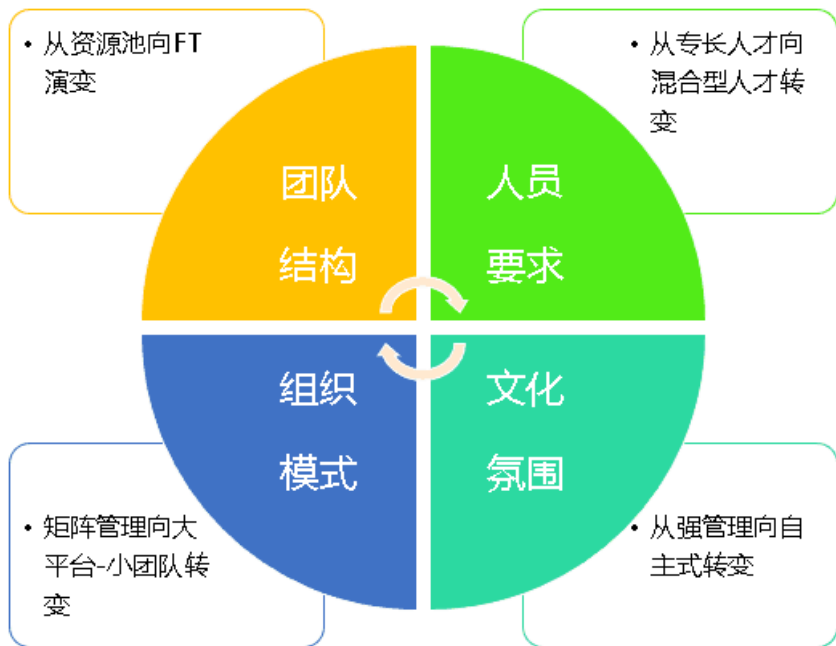 • 从资源池向FT
演变
• 从专长人才向
混合型人才转
变
团队
结构
人员
要求
组织
模式
文化
氛围
• 矩阵管理向大
平台-小团队转
变
• 从强管理向自
主式转变